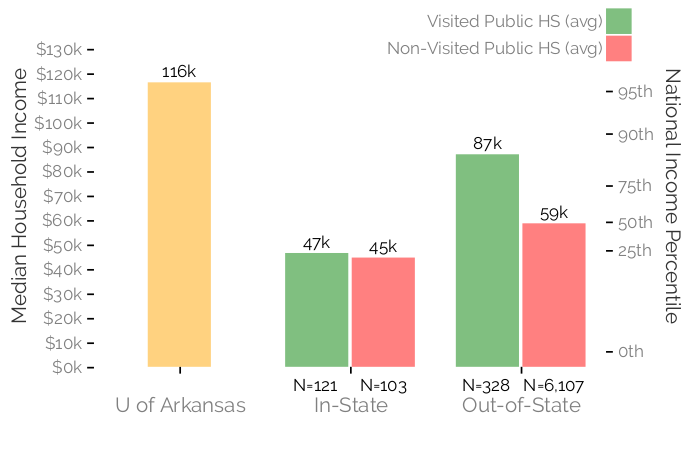 Visited Public HS (avg)
Non-Visited Public HS (avg)
Median Household Income
$130k
$120k
$110k
$100k
$90k
$80k
$70k
$60k
$50k
$40k
$30k
$20k
$10k
$0k
116k
47k
45k
87k
59k
95th
90th
75th
50th
25th
0th
National Income Percentile
N=121 N=103
N=328 N=6,107
U of Arkansas
In-State
Out-of-State